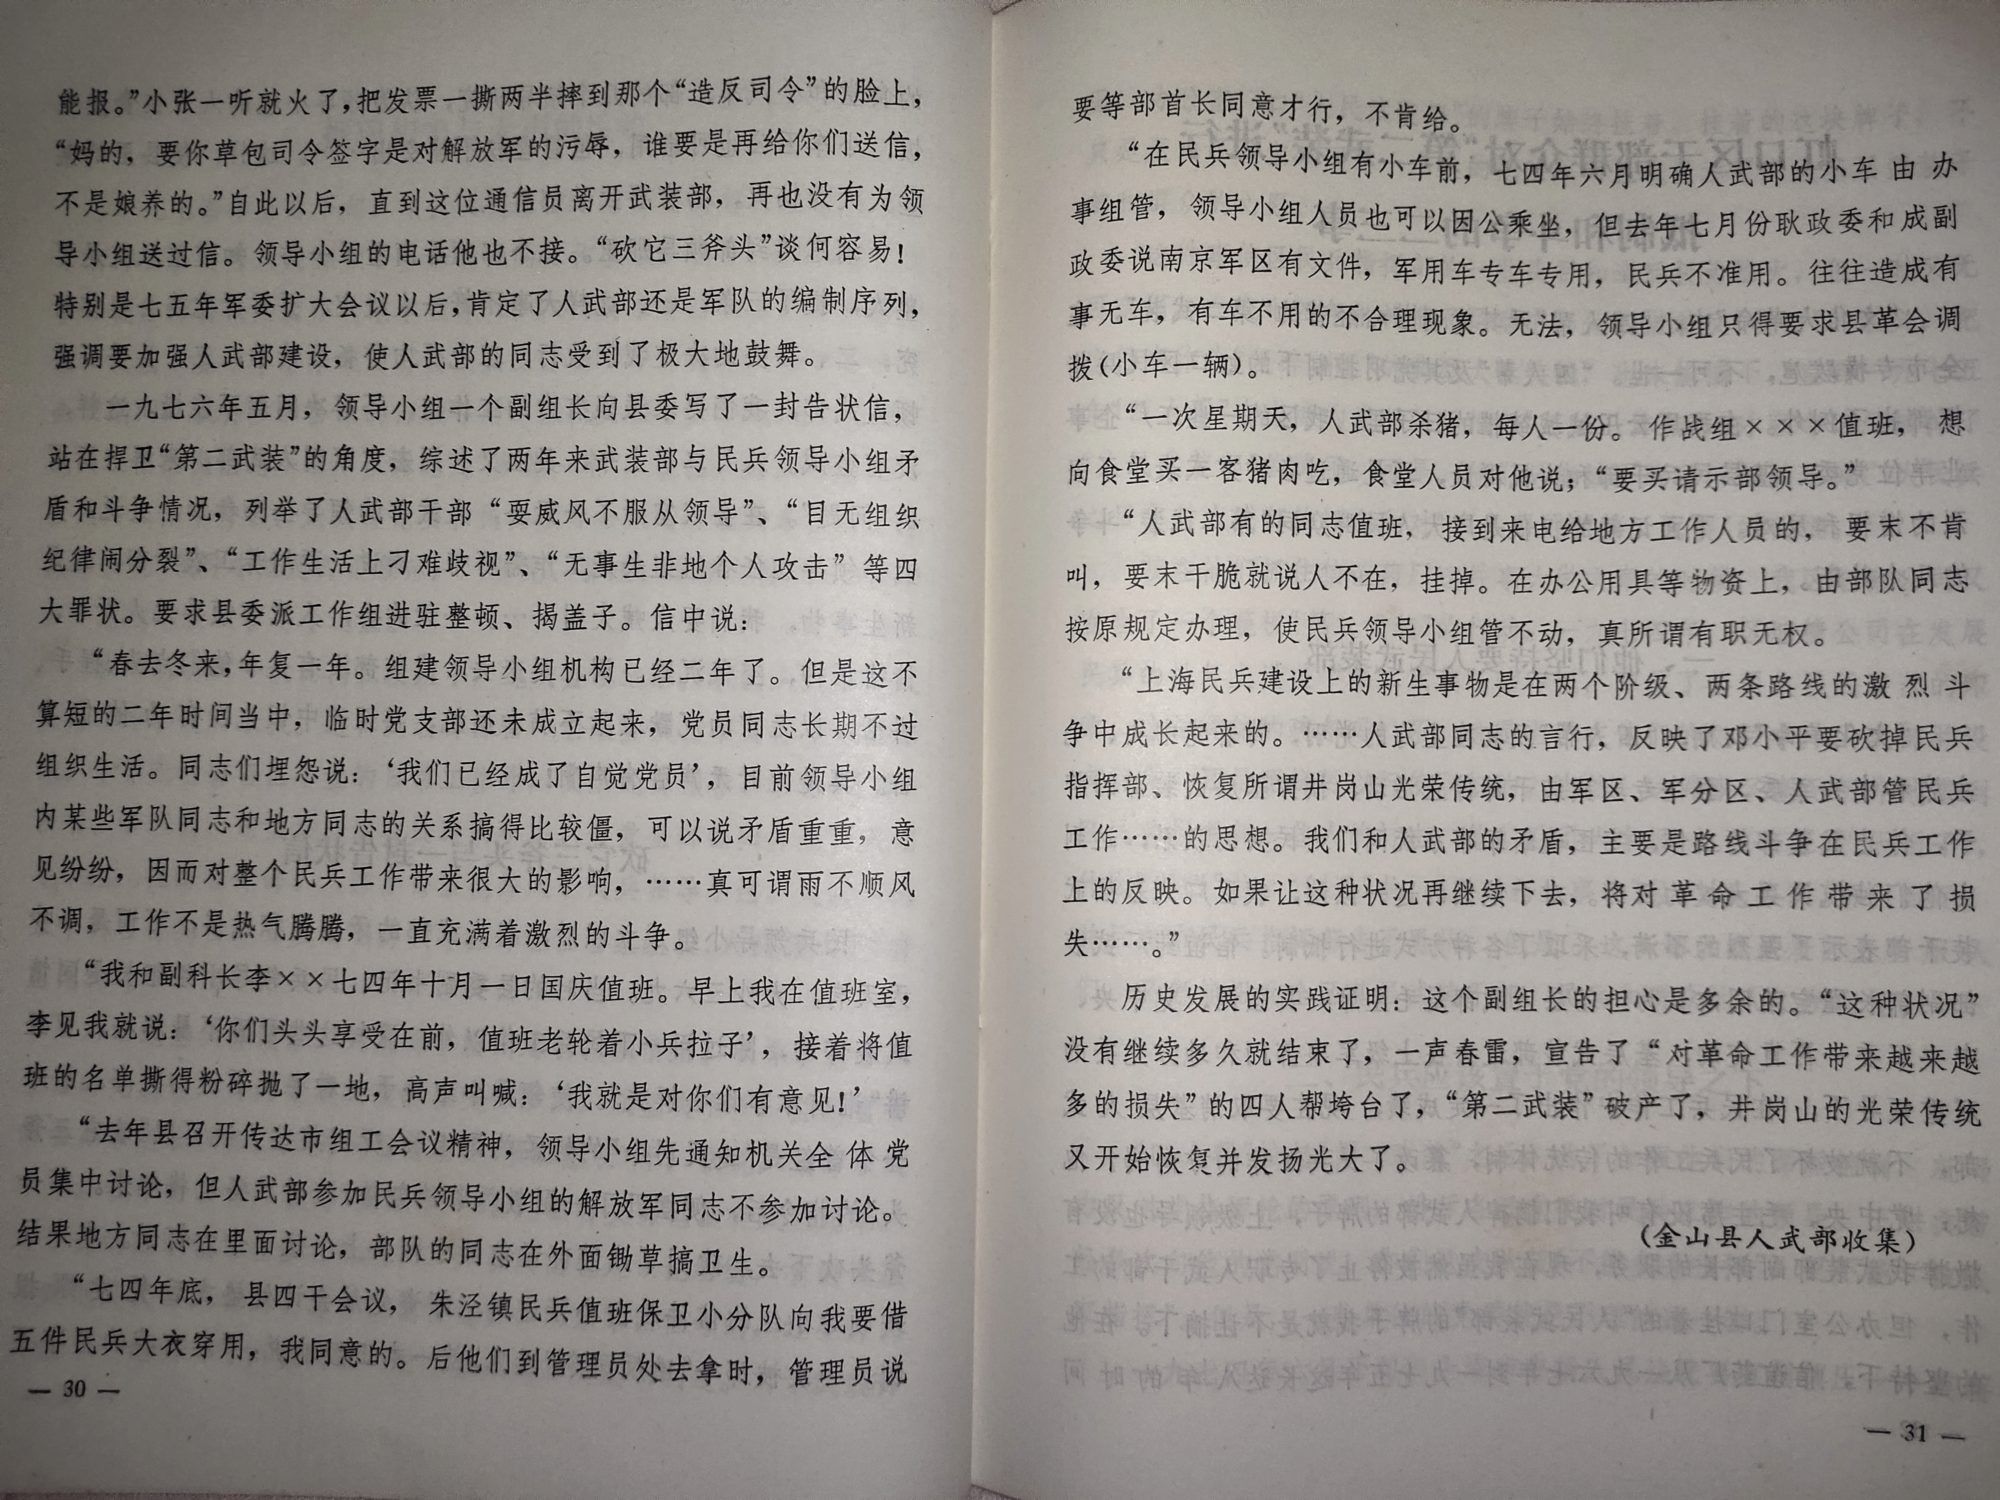 能报。”小张一听就火了，把发票一撕两半摔到那个“造反司令”的脸上，
“妈的，要你草包司令签字是对解放军的污辱，谁要是再给你们送信，
不是娘养的。”自此以后，直到这位通信员离开武装部，再也没有为领
导小组送过信。领导小组的电话他也不接。“砍它三斧头”谈何容易！
特别是七五年军委扩大会议以后，肯定了人武部还是军队的编制序列，
强调要加强人武部建设，使人武部的同志受到了极大地鼓舞。
一九七六年五月，领导小组一个副组长向县委写了一封告状信，
站在捍卫“第二武装”的角度，综述了两年来武装部与民兵领导小组矛
盾和斗争情况，列举了人武部干部“耍威风不服从领导”、“目无组织
纪律闹分裂”、“工作生活上刁难歧视”、“无事生非地个人攻击”等四
大罪状。要求县委派工作组进驻整顿、揭盖子。信中说：
“春去冬来，年复一年。组建领导小组机构已经二年了。但是这不
算短的二年时间当中，临时党支部还未成立起来，党员同志长期不过
组织生活。同志们埋怨说：‘我们已经成了自觉党员’，目前领导小组
内某些军队同志和地方同志的关系搞得比较僵，可以说矛盾重重，意
见纷纷，因而对整个民兵工作带来很大的影响，……真可谓雨不顺风
不调，工作不是热气腾腾，一直充满着激烈的斗争。
“我和副科长李××七四年十月一日国庆值班。早上我在值班室，
李见我就说：‘你们头头享受在前，值班老轮着小兵拉子’，接着将值
班的名单撕得粉碎抛了一地，高声叫喊：‘我就是对你们有意见！’
“去年县召开传达市组工会议精神，领导小组先通知机关全体党
员集中讨论，但人武部参加民兵领导小组的解放军同志不参加讨论。
结果地方同志在里面讨论，部队的同志在外面锄草搞卫生。
“七四年底，县四干会议，朱泾镇民兵值班保卫小分队向我要借
五件民兵大衣穿用，我同意的。后他们到管理员处去拿时，管理员说
— 30 —
要等部首长同意才行，不肯给。
“在民兵领导小组有小车前，七四年六月明确人武部的小车由办
事组管，领导小组人员也可以因公乘坐，但去年七月份耿政委和成副
政委说南京军区有文件，军用车专车专用，民兵不准用。往往造成有
事无车，有车不用的不合理现象。无法，领导小组只得要求县革会调
拨(小车一辆)。
“一次星期天，人武部杀猪，每人一份。作战组×××值班，想
向食堂买一客猪肉吃，食堂人员对他说；“要买请示部领导。”
“人武部有的同志值班，接到来电给地方工作人员的，要末不肯
叫，要末干脆就说人不在，挂掉。在办公用具等物资上，由部队同志
按原规定办理，使民兵领导小组管不动，真所谓有职无权。
“上海民兵建设上的新生事物是在两个阶级、两条路线的激烈斗
争中成长起来的。……人武部同志的言行，反映了邓小平要砍掉民兵
指挥部、恢复所谓井岗山光荣传统，由军区、军分区、人武部管民兵
工作……的思想。我们和人武部的矛盾，主要是路线斗争在民兵工作
上的反映。如果让这种状况再继续下去，将对革命工作带来了损
失……。”
历史发展的实践证明：这个副组长的担心是多余的。“这种状况”
没有继续多久就结束了，一声春雷，宣告了“对革命工作带来越来越
多的损失”的四人帮垮台了，“第二武装”破产了，井岗山的光荣传统
又开始恢复并发扬光大了。
(金山县人武部收集)
— 31 —